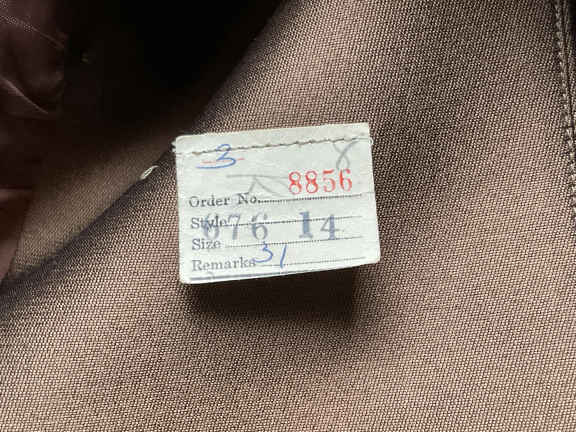 3
8856
Order No.
Style 676 14
Size
Remarks 31